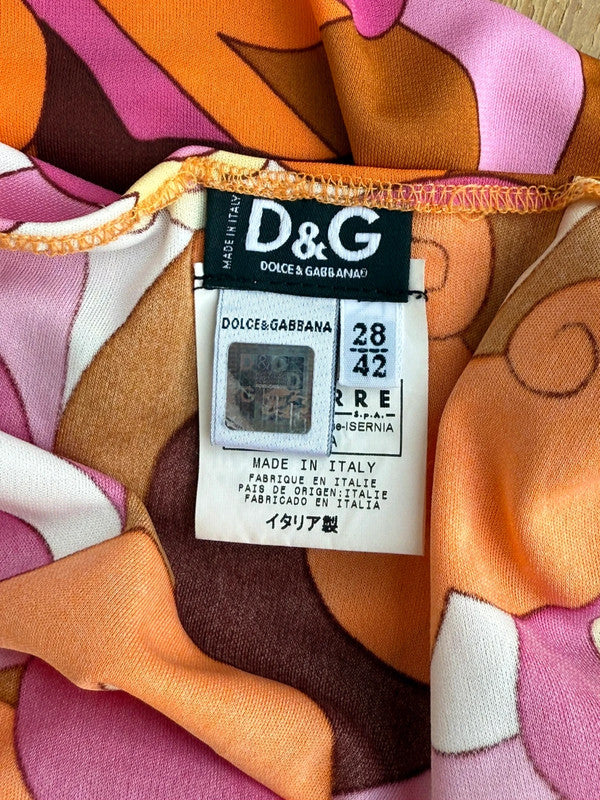 MADE IN ITALY
D&G
DOLCE & GABBANA®
DOLCE&GABBANA
28
42
RRE
S.p.A.
-ISERNIA
A
MADE IN ITALY
FABRIQUE EN ITALIE
PAIS DE ORIGEN:ITALIE
FABRICADO EN ITALIA
イタリア製